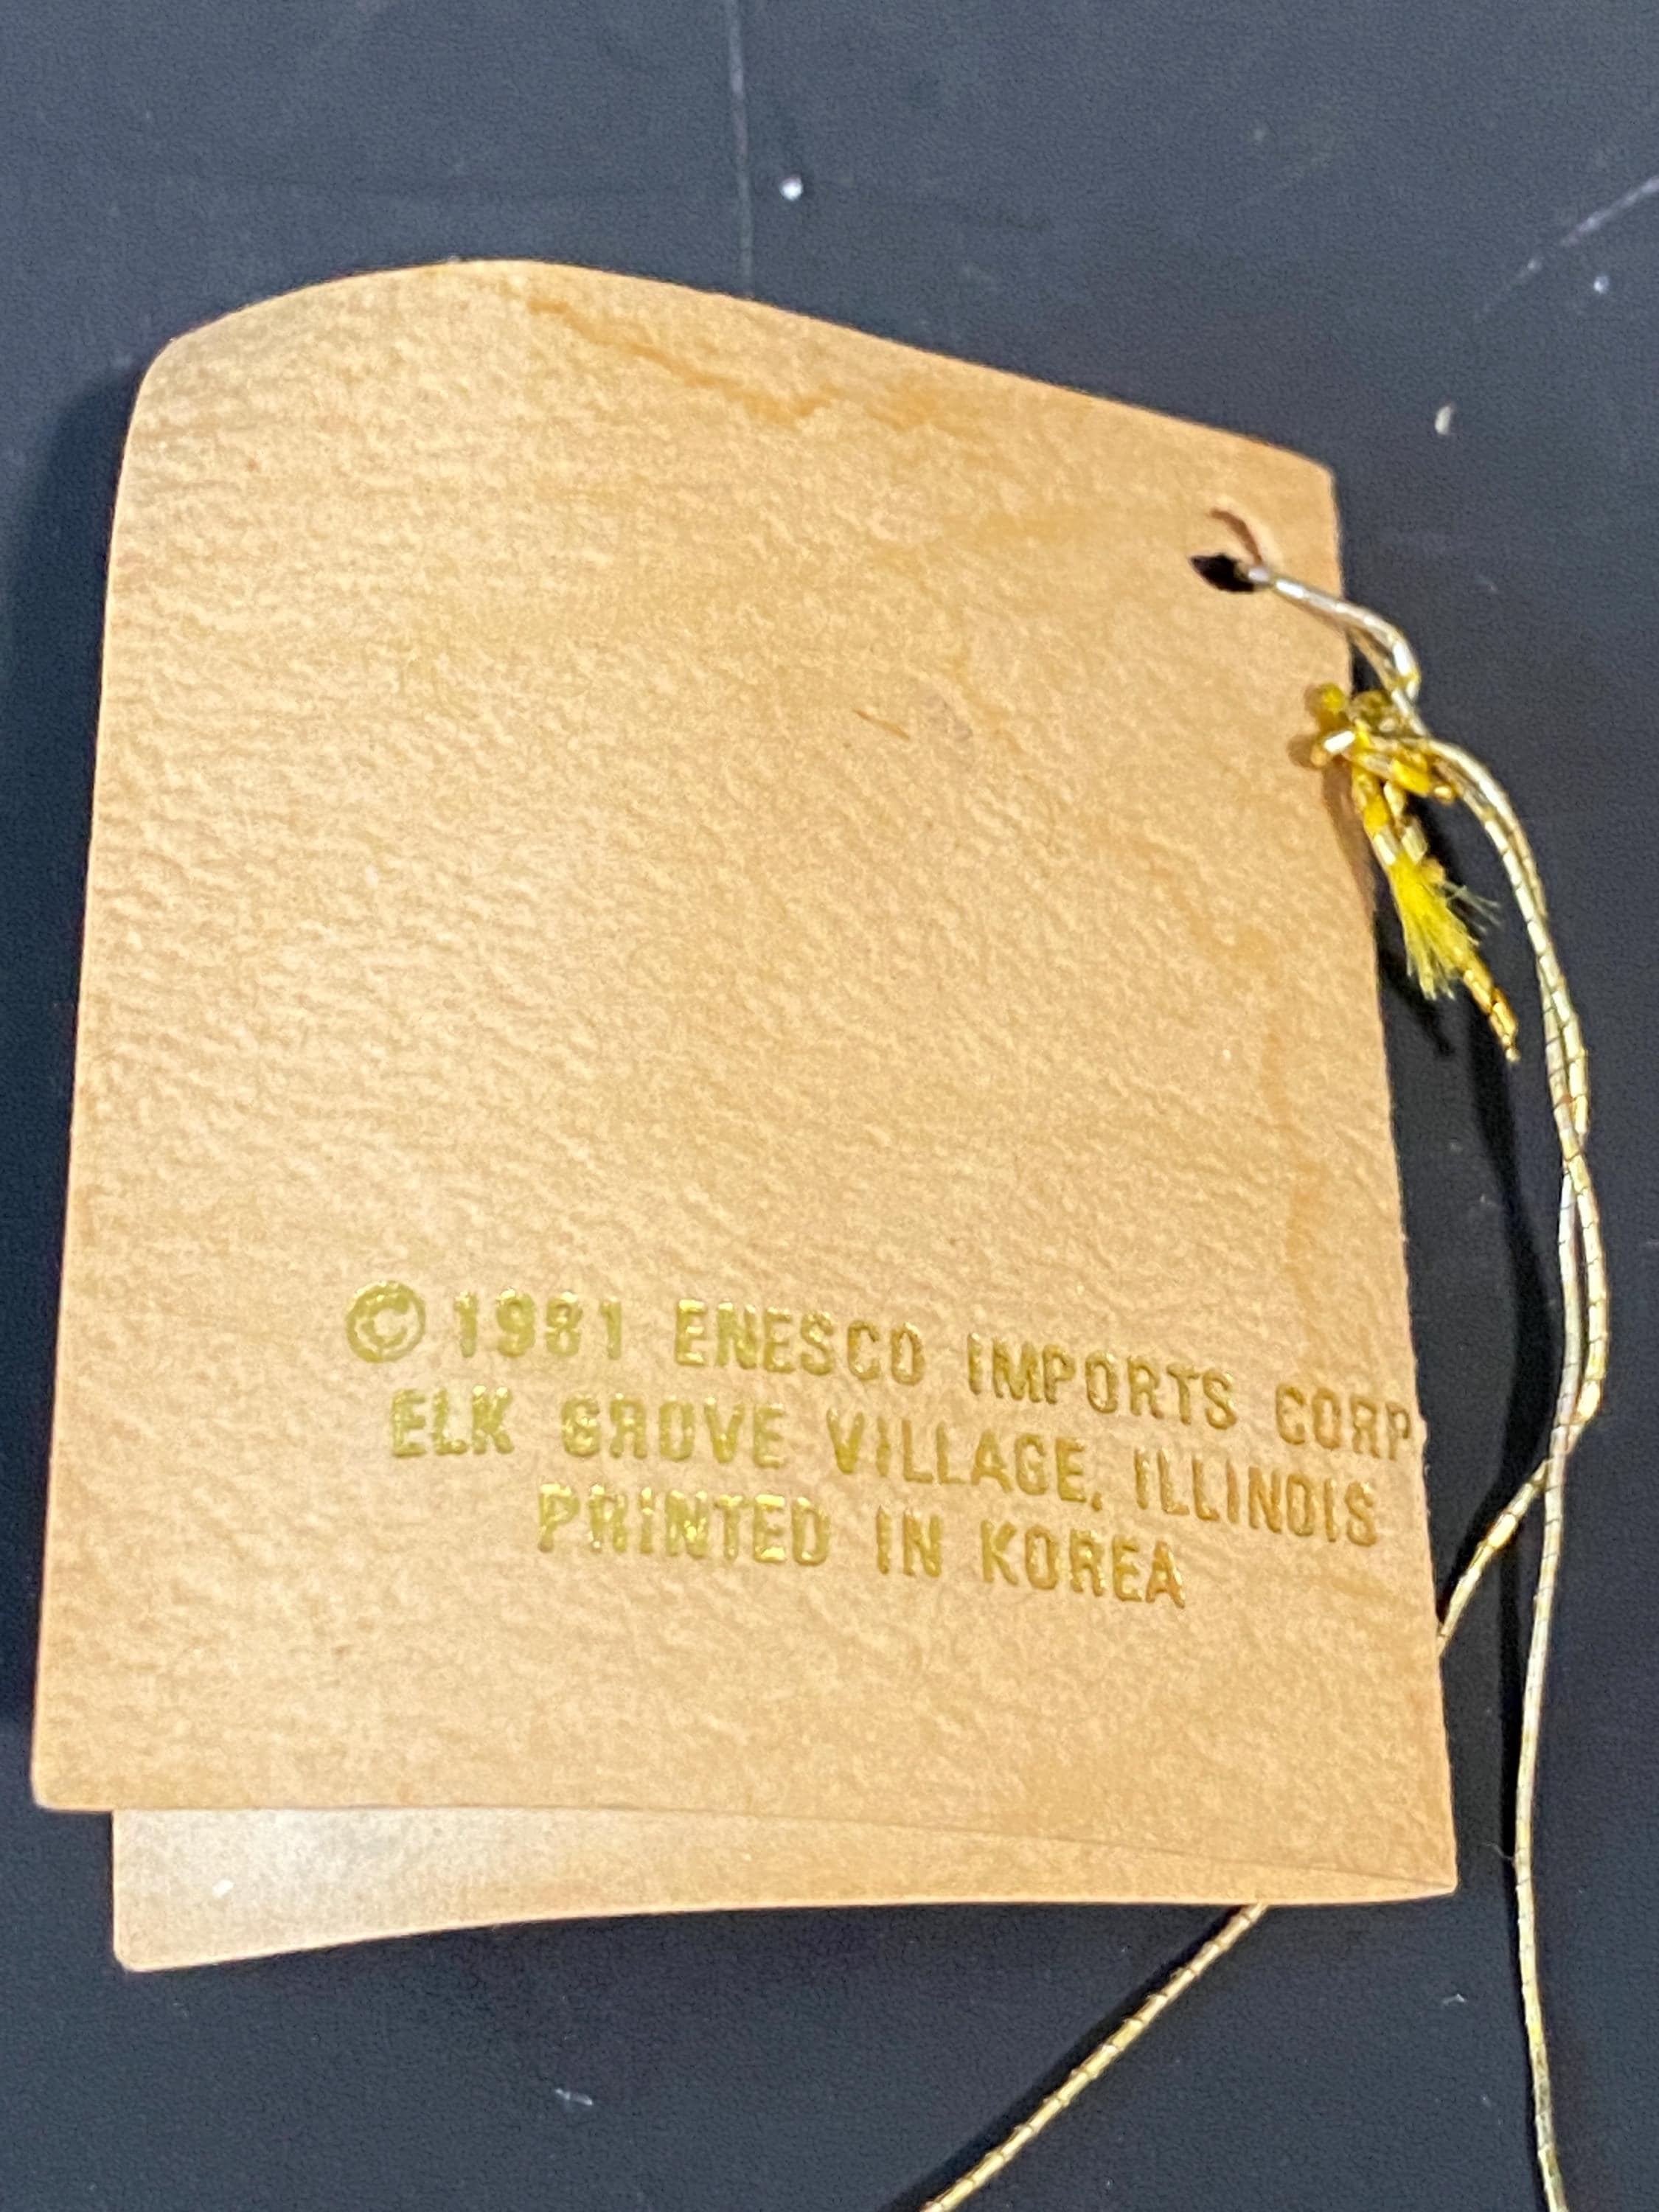 © 1981 ENESCO IMPORTS CORP
ELK GROVE VILLAGE, ILLINOIS
PRINTED IN KOREA